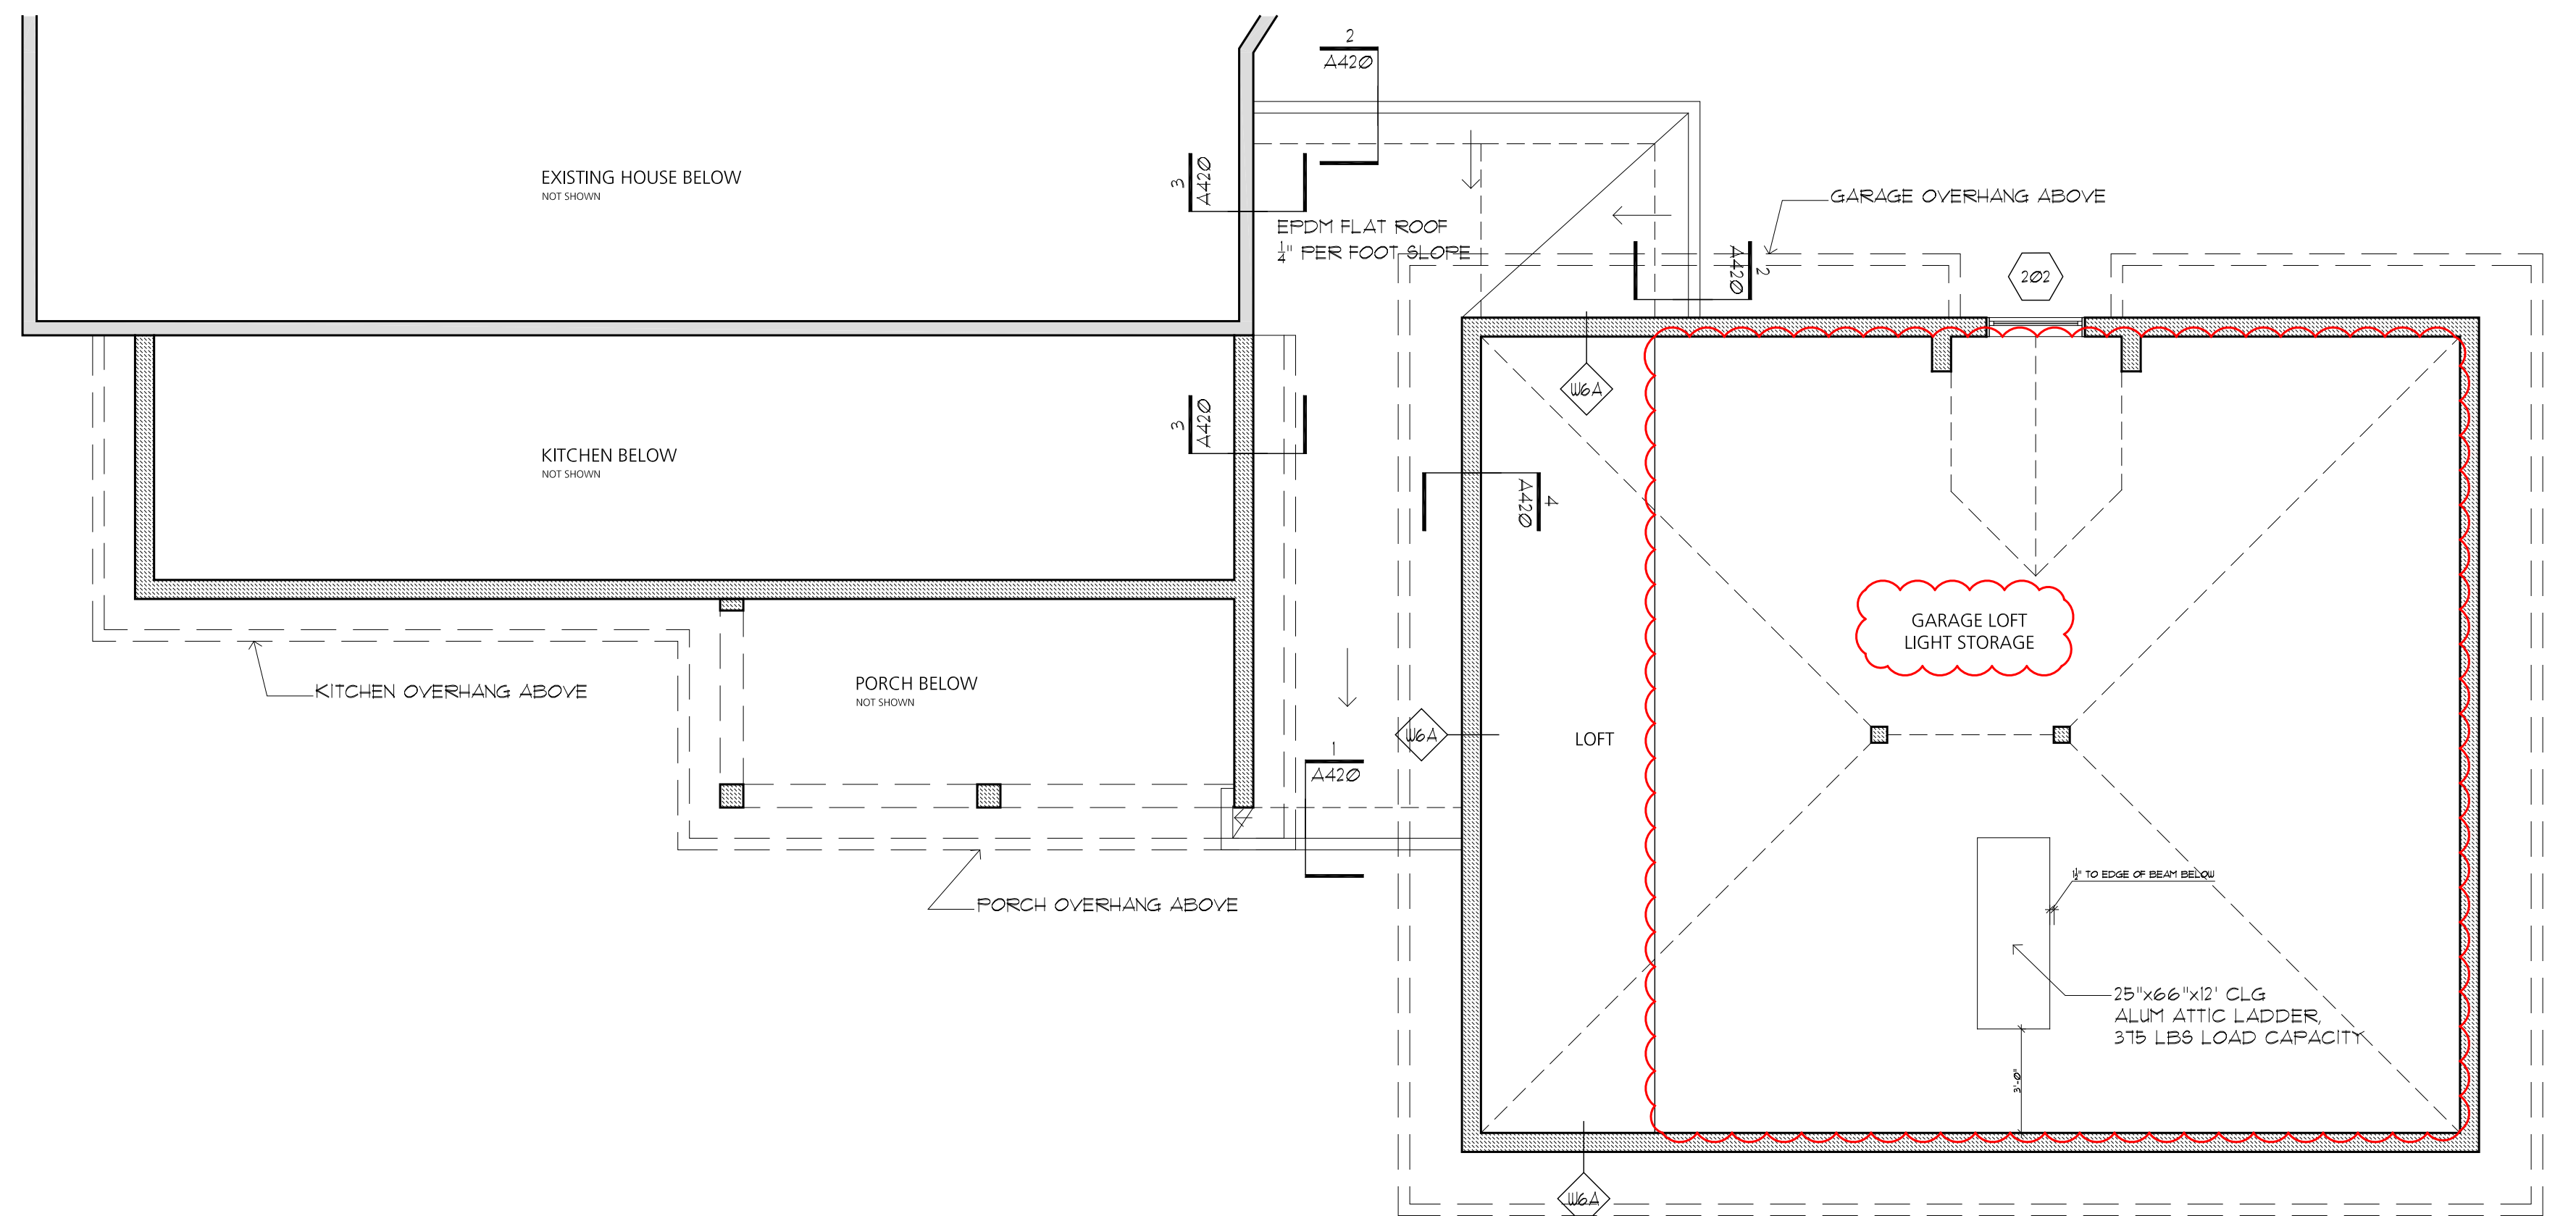 2
A420
EXISTING HOUSE BELOW
NOT SHOWN
3
A420
EPDM FLAT ROOF
1/4" PER FOOT SLOPE
GARAGE OVERHANG ABOVE
2
A420
202
W6A
3
A420
KITCHEN BELOW
NOT SHOWN
4
A420
GARAGE LOFT
LIGHT STORAGE
KITCHEN OVERHANG ABOVE
PORCH BELOW
NOT SHOWN
W6A
LOFT
1
A420
1 1/2" TO EDGE OF BEAM BELOW
PORCH OVERHANG ABOVE
25"x66"x12' CLG
ALUM ATTIC LADDER,
375 LBS LOAD CAPACITY
3'-0"
W6A